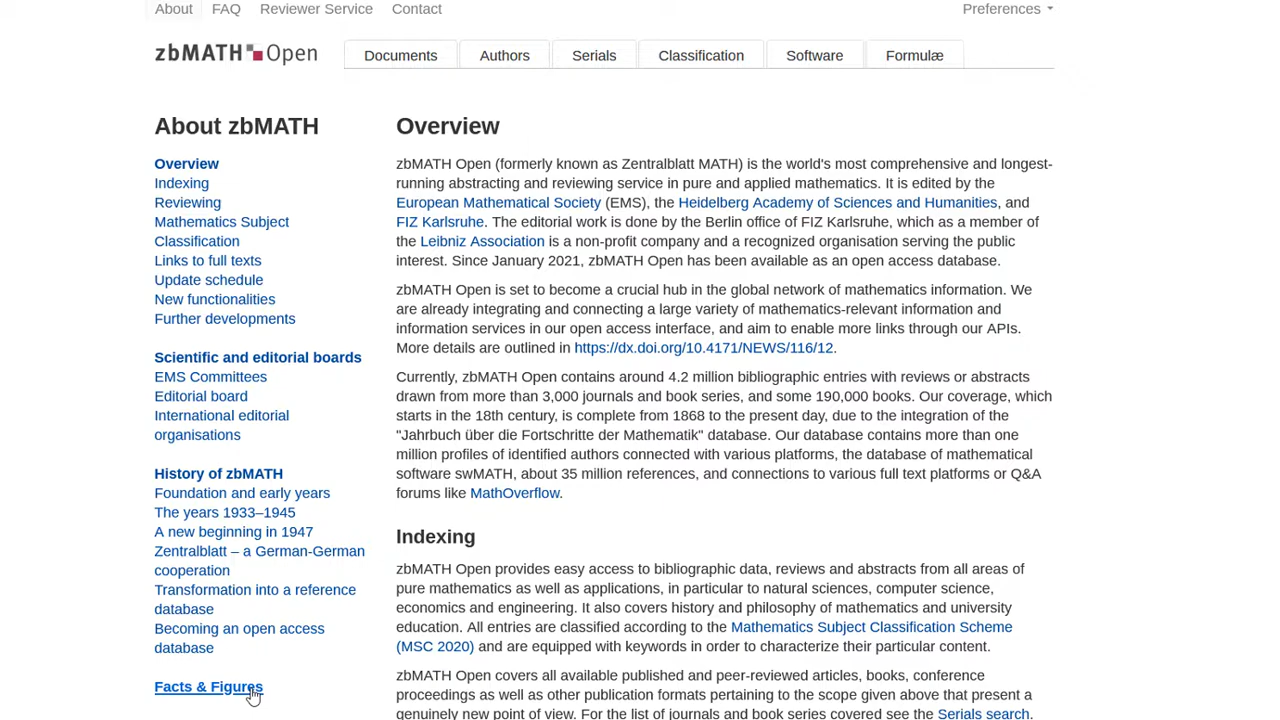 About FAQ Reviewer Service Contact Preferences
zbMATH Open Documents Authors Serials Classification Software Formulæ
About zbMATH
Overview
Indexing
Reviewing
Mathematics Subject
Classification
Links to full texts
Update schedule
New functionalities
Further developments
Scientific and editorial boards
EMS Committees
Editorial board
International editorial
organisations
History of zbMATH
Foundation and early years
The years 1933–1945
A new beginning in 1947
Zentralblatt – a German-German
cooperation
Transformation into a reference
database
Becoming an open access
database
Facts & Figures
Overview
zbMATH Open (formerly known as Zentralblatt MATH) is the world's most comprehensive and longest-
running abstracting and reviewing service in pure and applied mathematics. It is edited by the
European Mathematical Society (EMS), the Heidelberg Academy of Sciences and Humanities, and
FIZ Karlsruhe. The editorial work is done by the Berlin office of FIZ Karlsruhe, which as a member of
the Leibniz Association is a non-profit company and a recognized organisation serving the public
interest. Since January 2021, zbMATH Open has been available as an open access database.
zbMATH Open is set to become a crucial hub in the global network of mathematics information. We
are already integrating and connecting a large variety of mathematics-relevant information and
information services in our open access interface, and aim to enable more links through our APIs.
More details are outlined in https://dx.doi.org/10.4171/NEWS/116/12.
Currently, zbMATH Open contains around 4.2 million bibliographic entries with reviews or abstracts
drawn from more than 3,000 journals and book series, and some 190,000 books. Our coverage, which
starts in the 18th century, is complete from 1868 to the present day, due to the integration of the
"Jahrbuch über die Fortschritte der Mathematik" database. Our database contains more than one
million profiles of identified authors connected with various platforms, the database of mathematical
software swMATH, about 35 million references, and connections to various full text platforms or Q&A
forums like MathOverflow.
Indexing
zbMATH Open provides easy access to bibliographic data, reviews and abstracts from all areas of
pure mathematics as well as applications, in particular to natural sciences, computer science,
economics and engineering. It also covers history and philosophy of mathematics and university
education. All entries are classified according to the Mathematics Subject Classification Scheme
(MSC 2020) and are equipped with keywords in order to characterize their particular content.
zbMATH Open covers all available published and peer-reviewed articles, books, conference
proceedings as well as other publication formats pertaining to the scope given above that present a
genuinely new point of view. For the list of journals and book series covered see the Serials search.